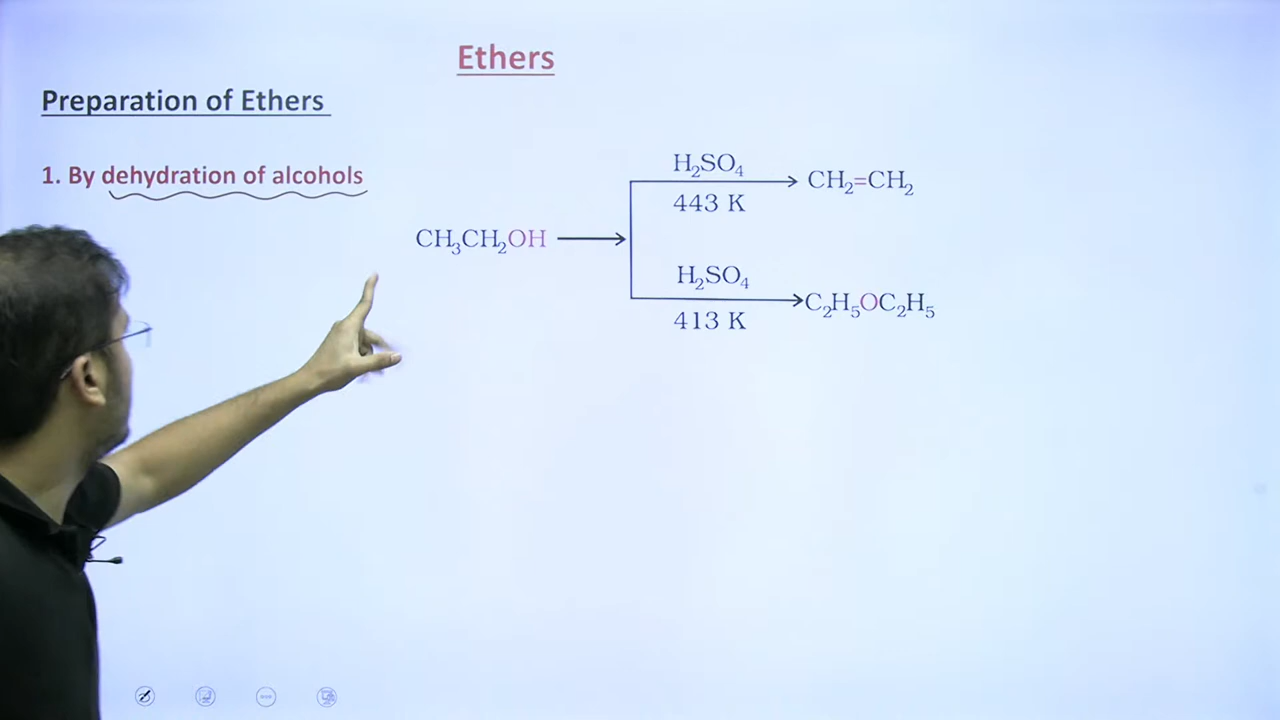 Ethers
Preparation of Ethers
1. By dehydration of alcohols
H₂SO₄
443 K
CH₂=CH₂
CH₃CH₂OH
H₂SO₄
413 K
C₂H₅OC₂H₅